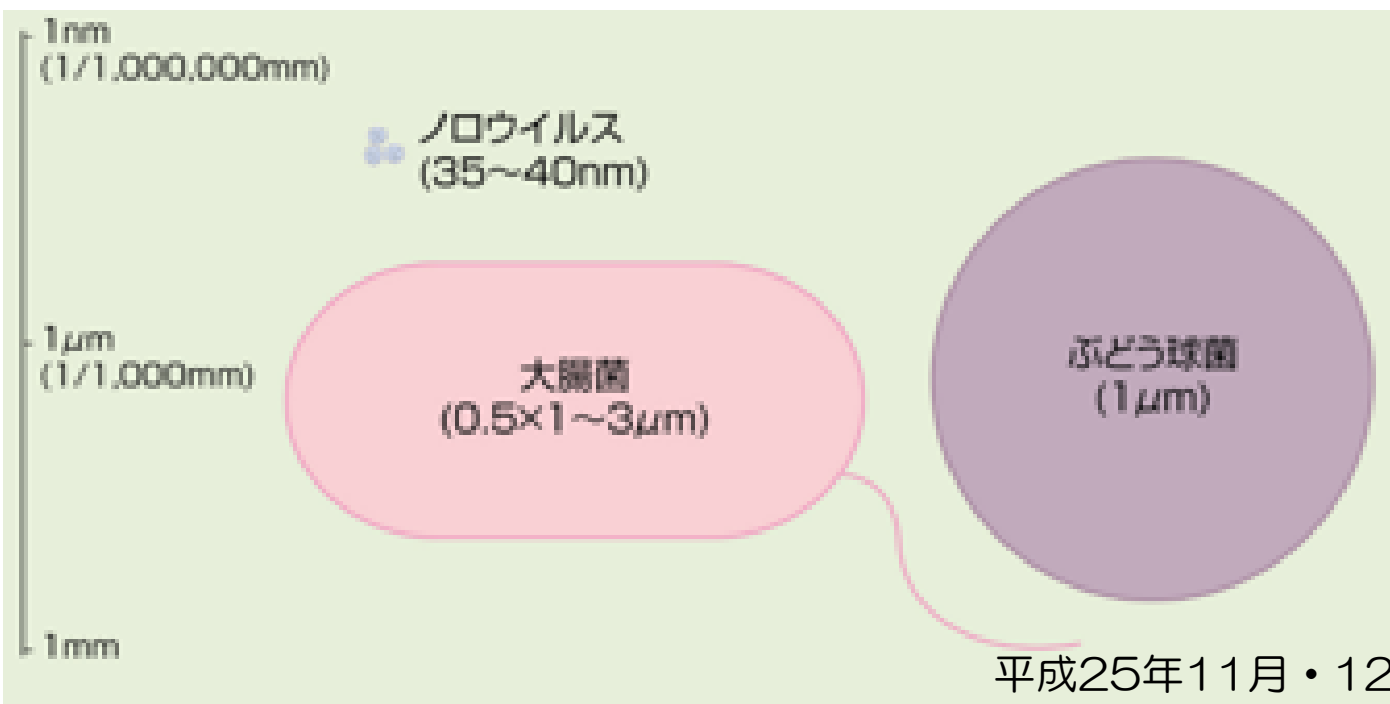 1nm
(1/1,000,000mm)
ノロウイルス
(35～40nm)
1μm
(1/1,000mm)
大腸菌
(0.5×1～3μm)
ぶどう球菌
(1μm)
1mm
平成25年11月・12